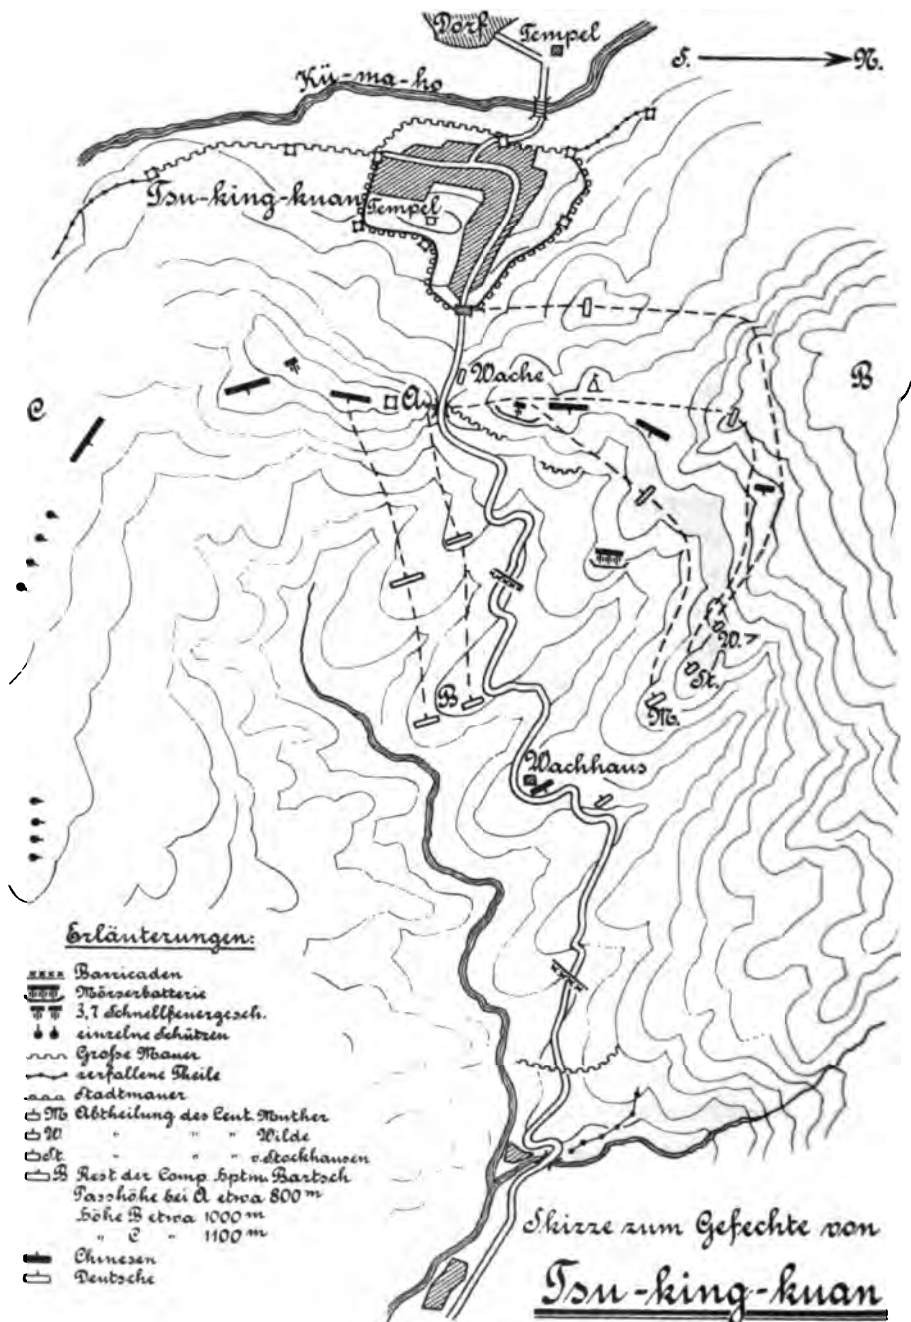 Dorf
Tempel
S. N.
Kü-ma-ho
Tsu-king-kuan
Tempel
Wache
A
B
C
W.
St.
M.
B
Wachhaus
Erläuterungen:
Barricaden
Mörserbatterie
3,7 Schnellfeuergesch.
einzelne Schützen
Große Mauer
verfallene Theile
Stadtmauer
M Abtheilung des Leut. Muther
W. " " " Wilde
St. " " " v. Stockhausen
B Rest der Comp. Hptm. Bartsch
Passhöhe bei A etwa 800 m
Höhe B etwa 1000 m
" C " 1100 m
Chinesen
Deutsche
Skizze zum Gefechte von
Tsu-king-kuan